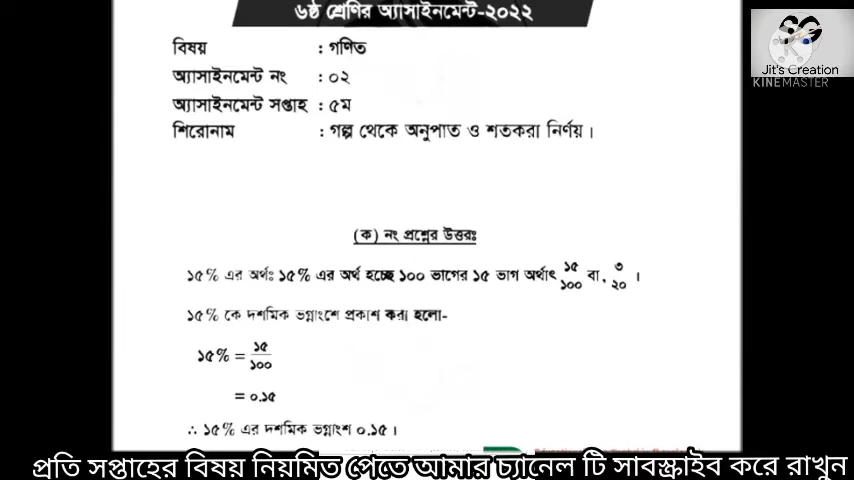 ৬ষ্ঠ শ্রেণির অ্যাসাইনমেন্ট-২০২২
Jit's Creation
KINEMASTER
বিষয় : গণিত
অ্যাসাইনমেন্ট নং : ০২
অ্যাসাইনমেন্ট সপ্তাহ : ৫ম
শিরোনাম : গল্প থেকে অনুপাত ও শতকরা নির্ণয়।
(ক) নং প্রশ্নের উত্তরঃ
১৫% এর অর্থঃ ১৫% এর অর্থ হচ্ছে ১০০ ভাগের ১৫ ভাগ অর্থাৎ ১৫/১০০ বা, ৩/২০ ।
১৫% কে দশমিক ভগ্নাংশে প্রকাশ করা হলো-
১৫% = ১৫/১০০
= ০.১৫
∴ ১৫% এর দশমিক ভগ্নাংশ ০.১৫ ।
প্রতি সপ্তাহের বিষয় নিয়মিত পেতে আমার চ্যানেল টি সাবস্ক্রাইব করে রাখুন